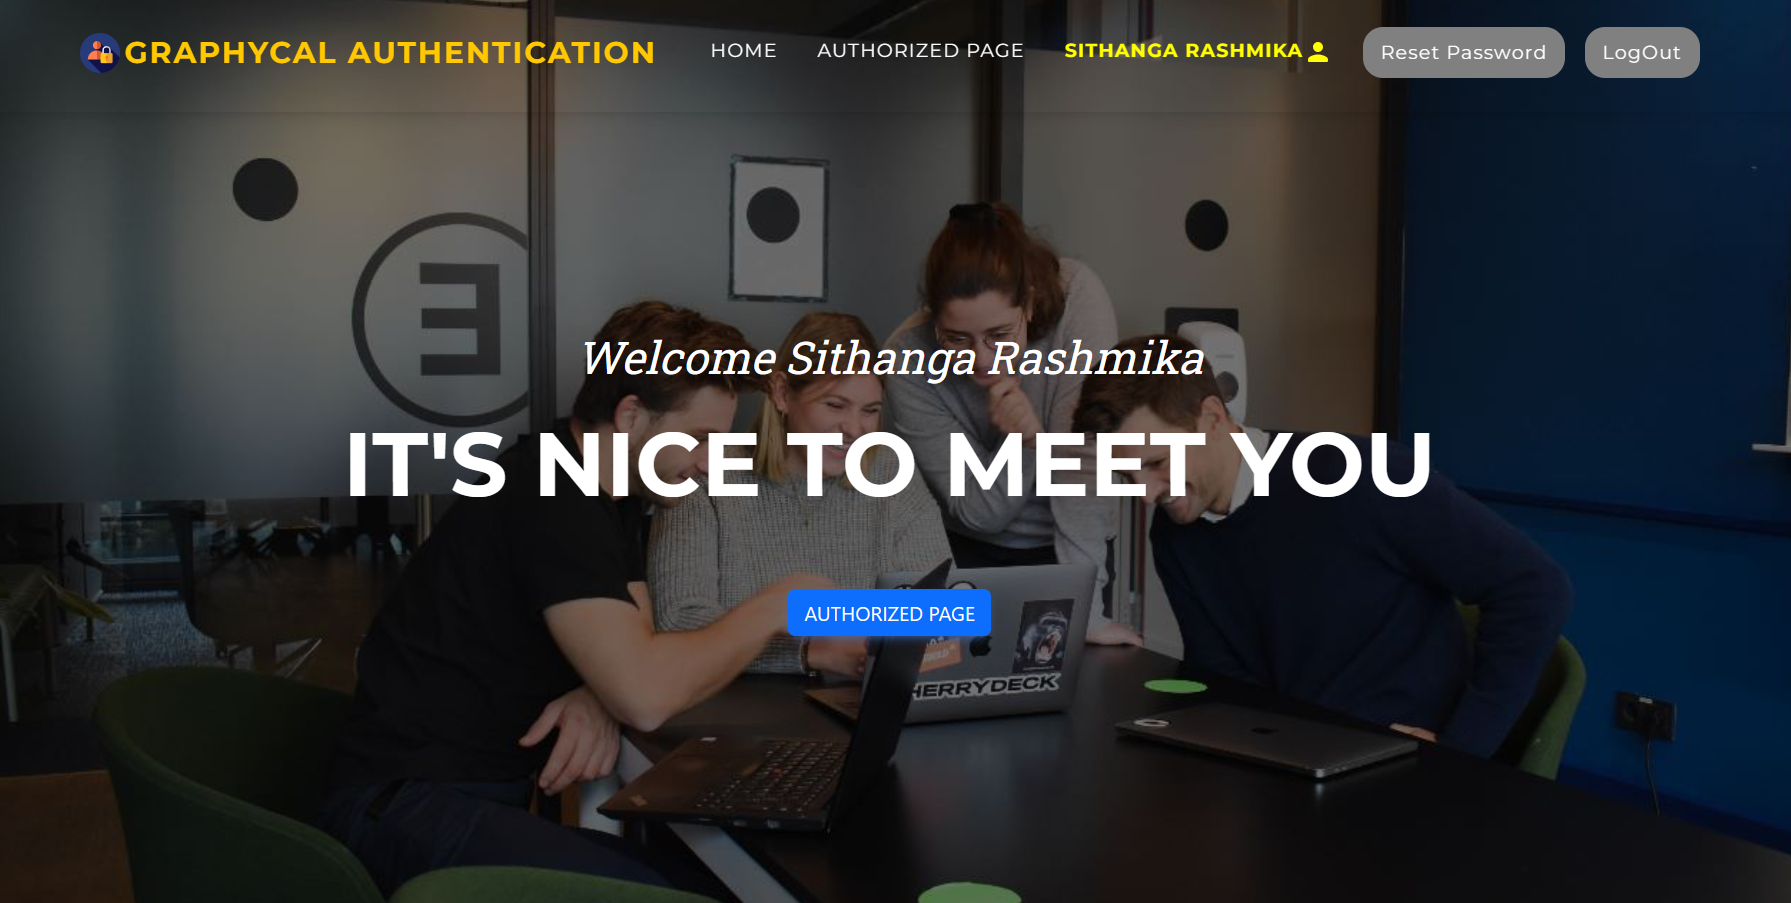 GRAPHYCAL AUTHENTICATION
HOME
AUTHORIZED PAGE
SITHANGA RASHMIKA
Reset Password
LogOut
Welcome Sithanga Rashmika
IT'S NICE TO MEET YOU
AUTHORIZED PAGE
HERRYDECK